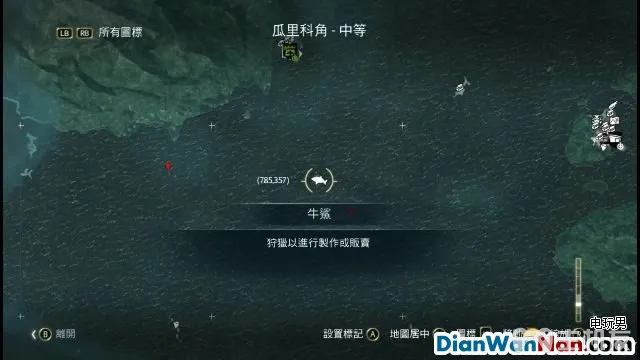 LB RB 所有圖標
瓜里科角 - 中等
(785,357)
牛鯊
狩獵以進行製作或販賣
B 離開
設置標記 A
地圖居中
圖標
电玩男
DianWanNan.com